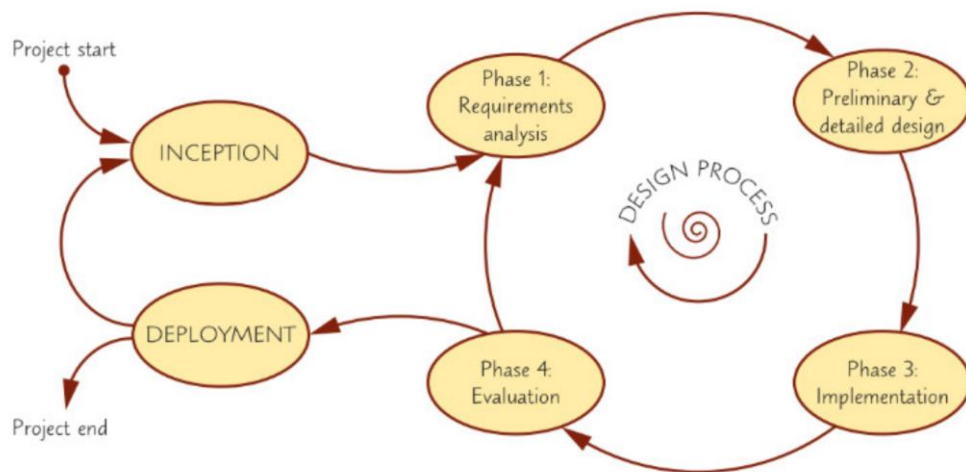 Project start
INCEPTION
Phase 1:
Requirements
analysis
Phase 2:
Preliminary &
detailed design
DESIGN PROCESS
DEPLOYMENT
Phase 4:
Evaluation
Phase 3:
Implementation
Project end